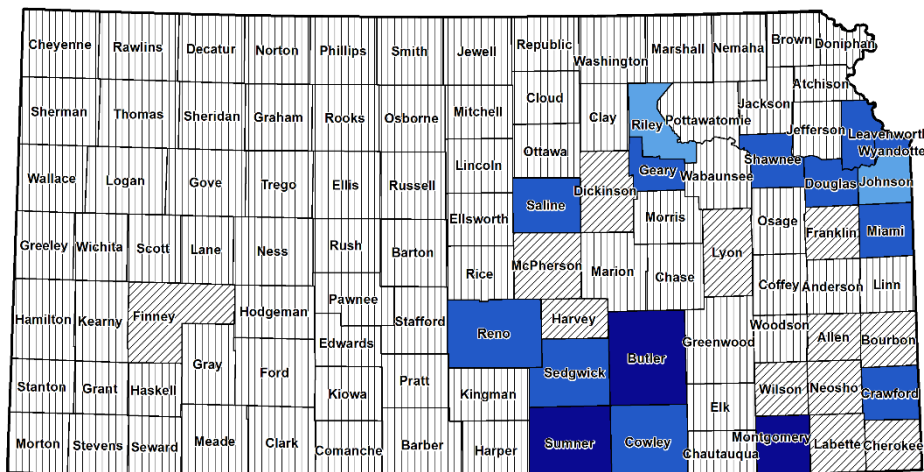 Cheyenne
Rawlins
Decatur
Norton
Phillips
Smith
Jewell
Republic
Washington
Marshall
Nemaha
Brown
Doniphan
Sherman
Thomas
Sheridan
Graham
Rooks
Osborne
Mitchell
Cloud
Clay
Riley
Pottawatomie
Jackson
Atchison
Jefferson
Leavenworth
Wyandotte
Wallace
Logan
Gove
Trego
Ellis
Russell
Lincoln
Ottawa
Dickinson
Geary
Wabaunsee
Shawnee
Douglas
Johnson
Greeley
Wichita
Scott
Lane
Ness
Rush
Barton
Ellsworth
Saline
Morris
Osage
Franklin
Miami
Rice
McPherson
Marion
Chase
Lyon
Coffey
Anderson
Linn
Hamilton
Kearny
Finney
Hodgeman
Pawnee
Stafford
Reno
Harvey
Butler
Greenwood
Woodson
Allen
Bourbon
Edwards
Gray
Ford
Stanton
Grant
Haskell
Kiowa
Pratt
Kingman
Sedgwick
Elk
Wilson
Neosho
Crawford
Morton
Stevens
Seward
Meade
Clark
Comanche
Barber
Harper
Sumner
Cowley
Chautauqua
Montgomery
Labette
Cherokee